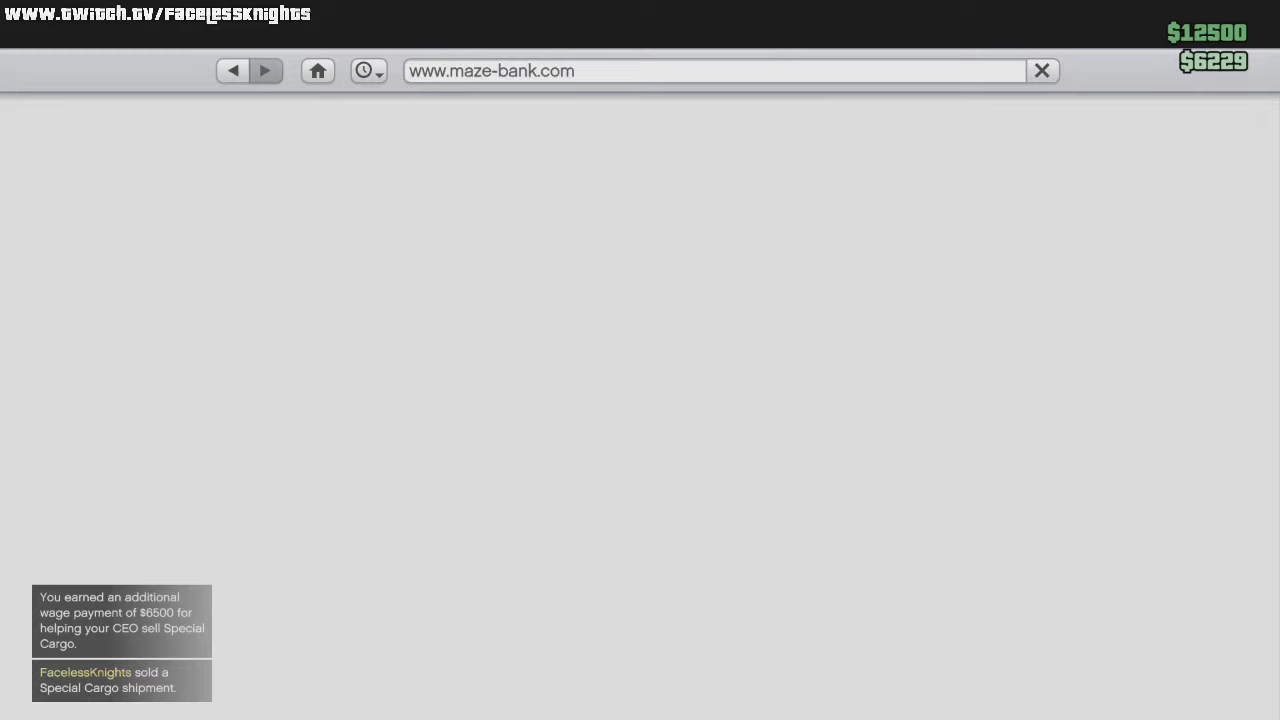 www.twitch.tv/FacelessKnights
$12500
$6229
www.maze-bank.com
You earned an additional
wage payment of $6500 for
helping your CEO sell Special
Cargo.
FacelessKnights sold a
Special Cargo shipment.